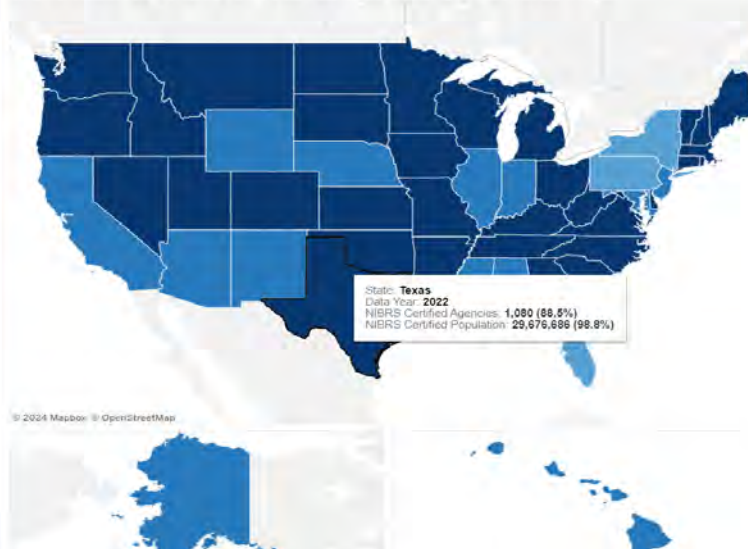 State: Texas
Data Year: 2022
NIBRS Certified Agencies: 1,080 (88.5%)
NIBRS Certified Population: 29,676,686 (98.8%)
© 2024 Mapbox © OpenStreetMap